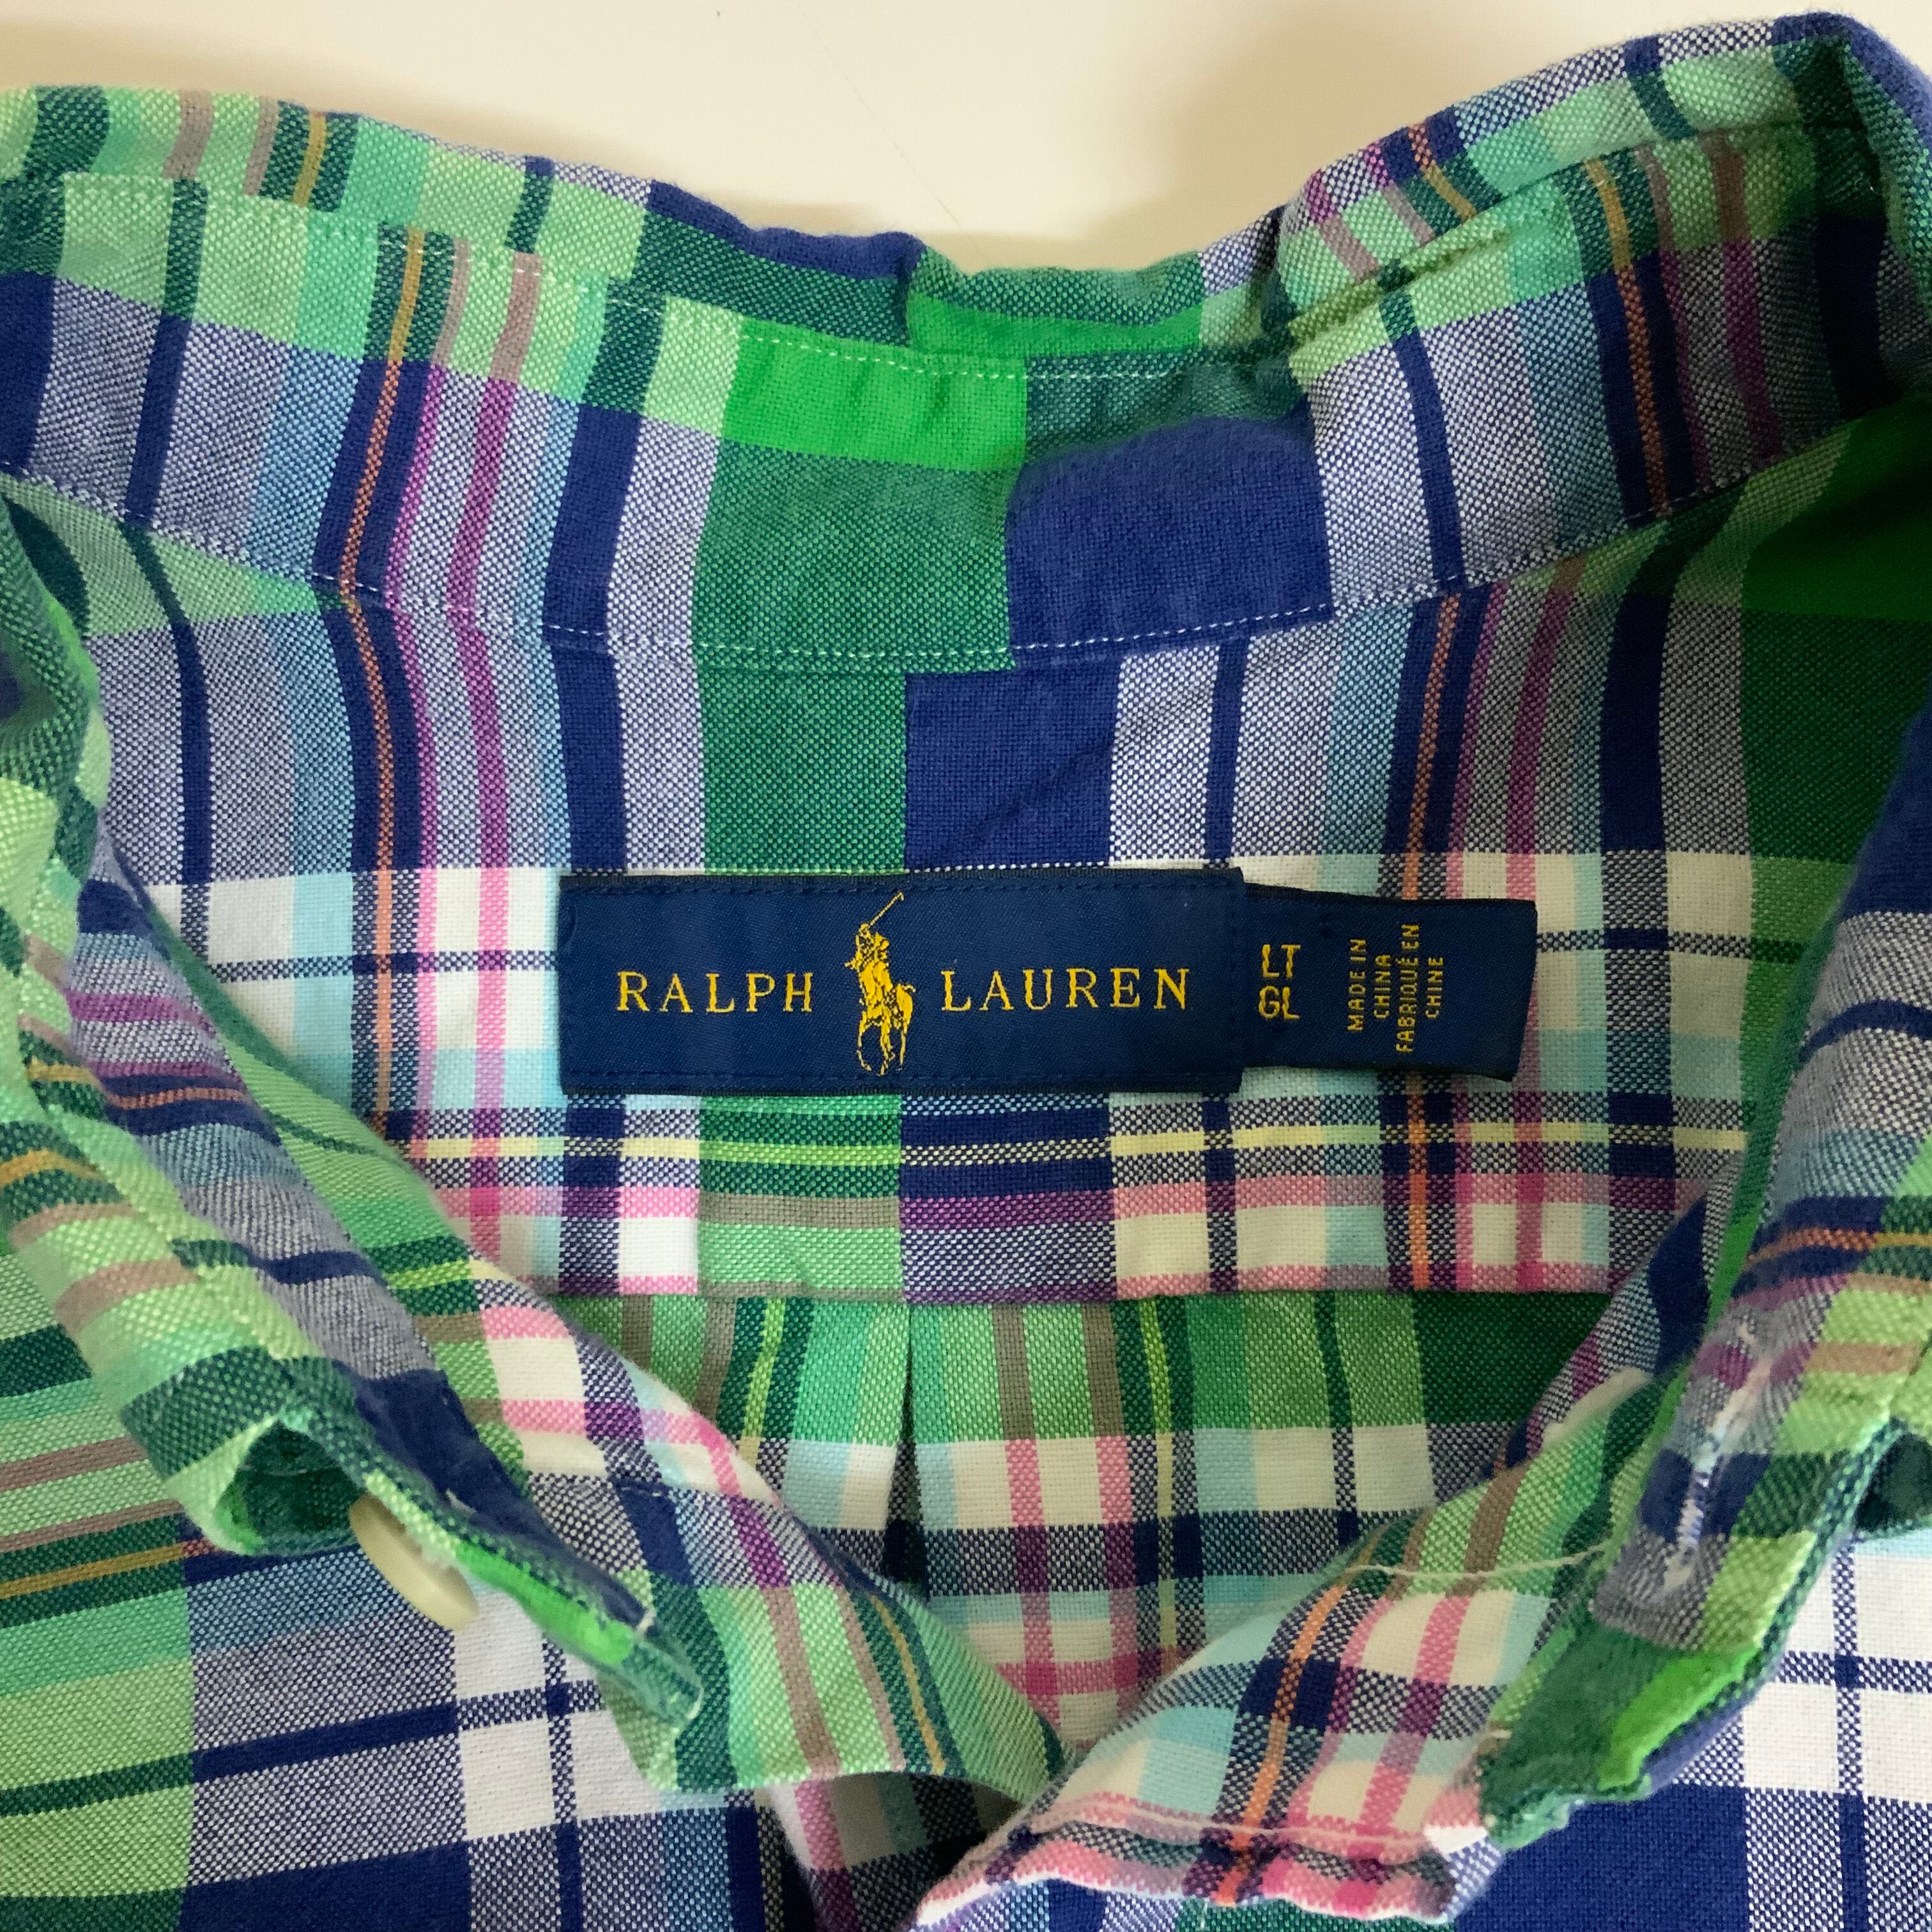 RALPH LAUREN
LT
GL
MADE IN
CHINA
FABRIQUÉ EN
CHINE